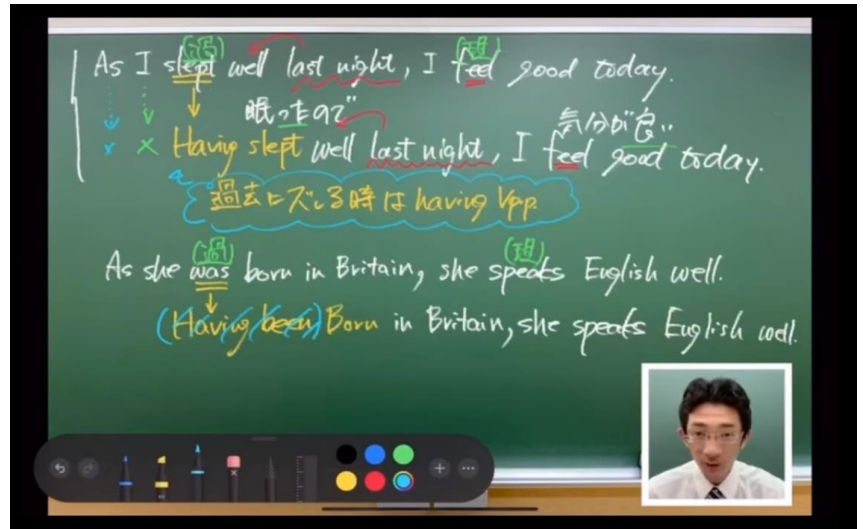 (過) (現)
As I slept well last night, I feel good today.
眠ったので 気分が良い
× × Having slept well last night, I feel good today.
過去にズレる時は having Vpp.
(過) (現)
As she was born in Britain, she speaks English well.
(Having been) Born in Britain, she speaks English well.